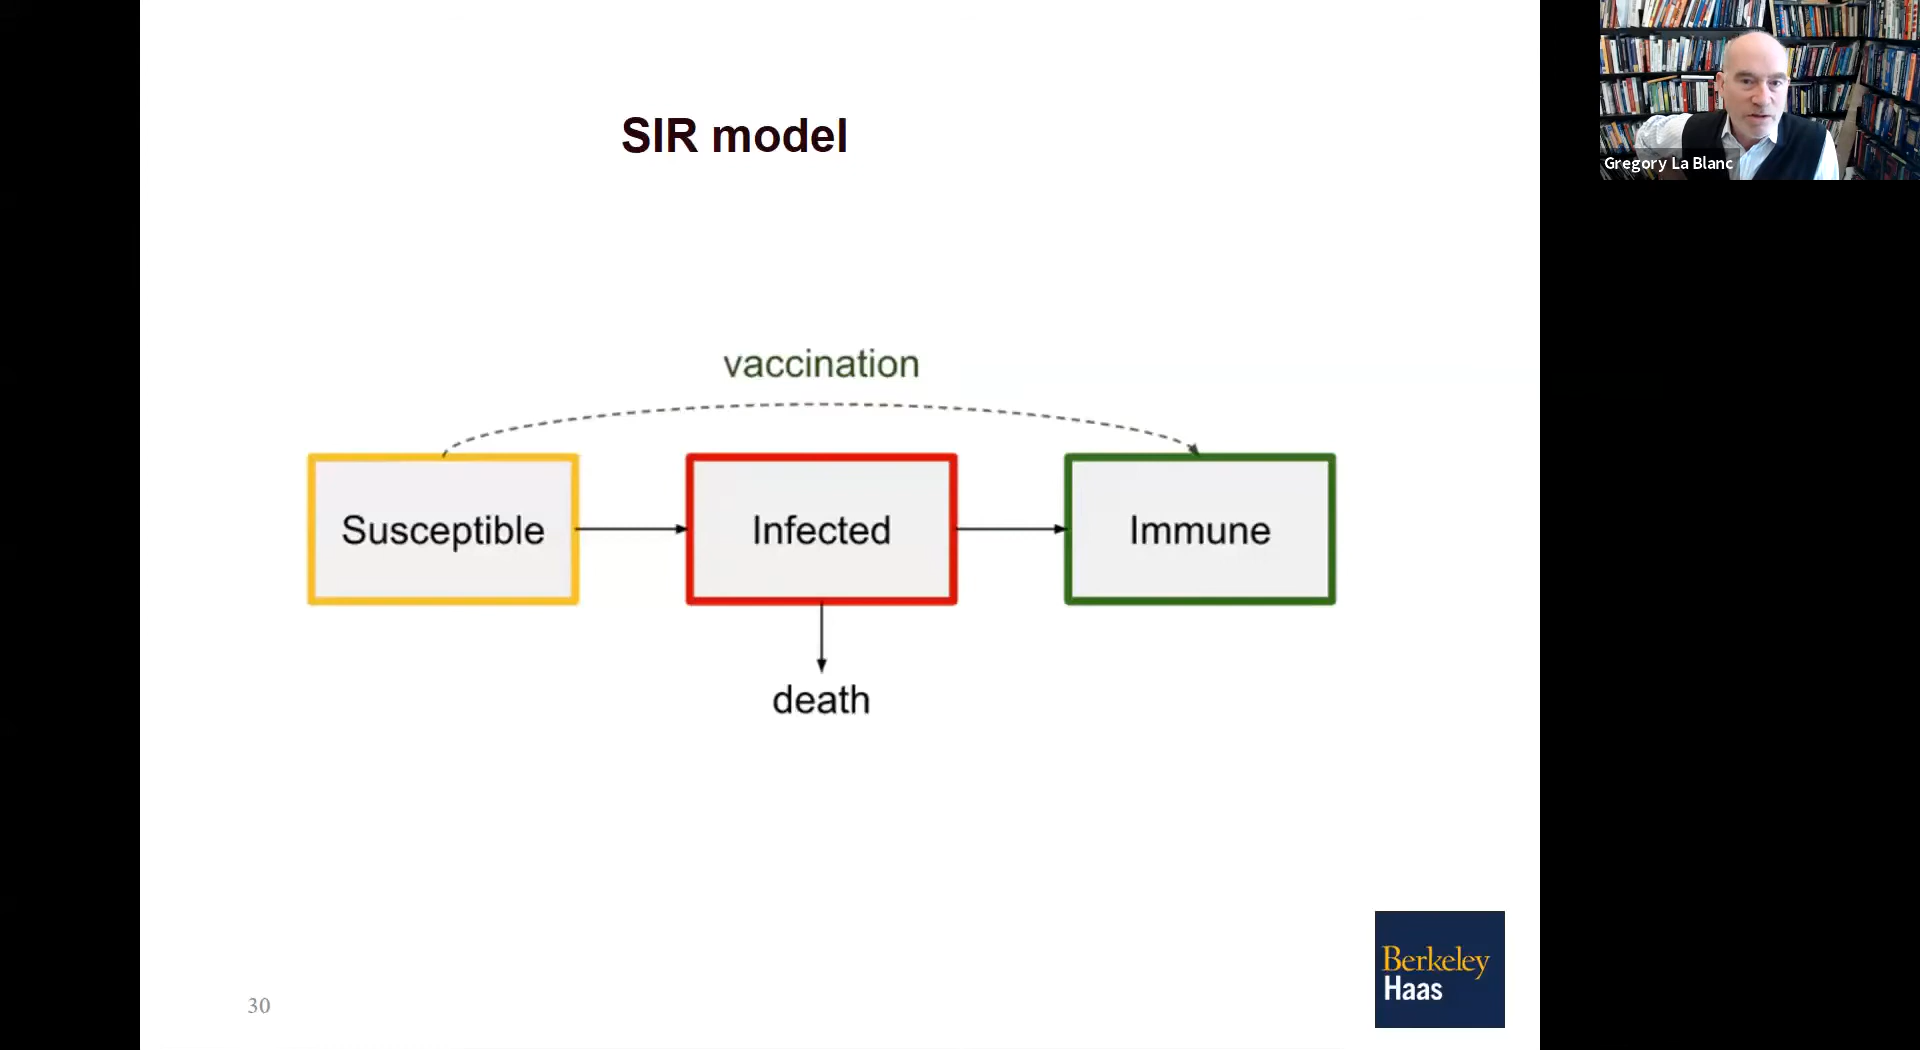 SIR model
Gregory La Blanc
vaccination
Susceptible
Infected
Immune
death
Berkeley
Haas
30